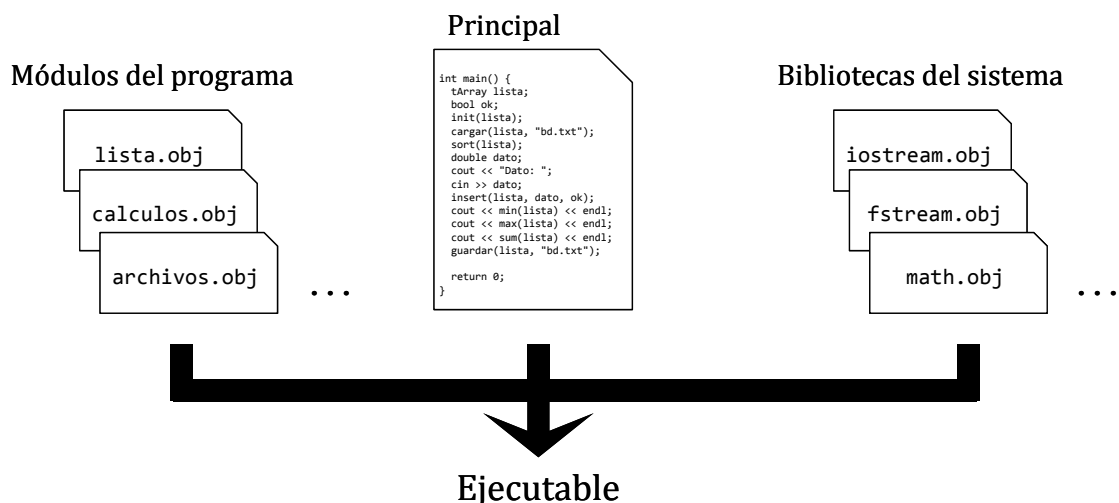 Principal
Módulos del programa
lista.obj
calculos.obj
archivos.obj
...
int main() {
  tArray lista;
  bool ok;
  init(lista);
  cargar(lista, "bd.txt");
  sort(lista);
  double dato;
  cout << "Dato: ";
  cin >> dato;
  insert(lista, dato, ok);
  cout << min(lista) << endl;
  cout << max(lista) << endl;
  cout << sum(lista) << endl;
  guardar(lista, "bd.txt");
  return 0;
}
Bibliotecas del sistema
iostream.obj
fstream.obj
math.obj
...
Ejecutable